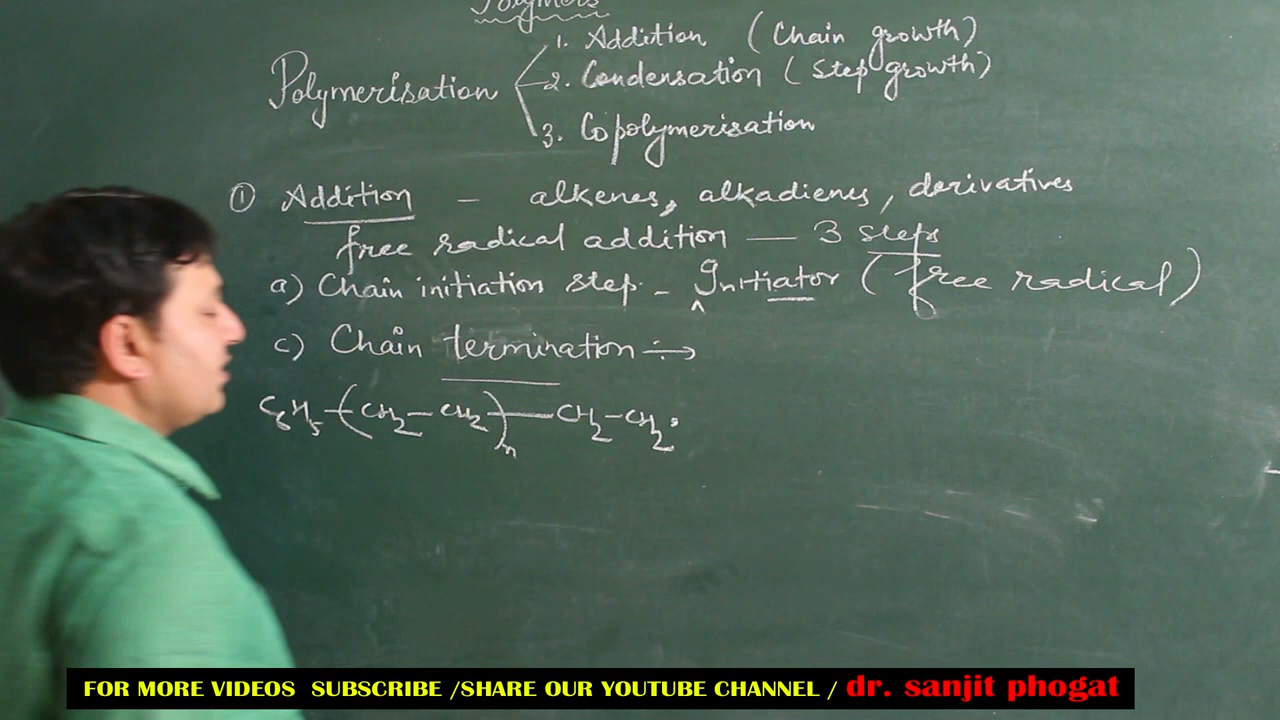 Polymers
Polymerisation
1. Addition (Chain growth)
2. Condensation (Step growth)
3. Copolymerisation
① Addition - alkenes, alkadienes, derivatives
free radical addition — 3 steps
a) Chain initiation step - Initiator (free radical)
^
c) Chain termination :→
C6H5-(CH2-CH2)n-CH2-CH2.
FOR MORE VIDEOS SUBSCRIBE /SHARE OUR YOUTUBE CHANNEL / dr. sanjit phogat